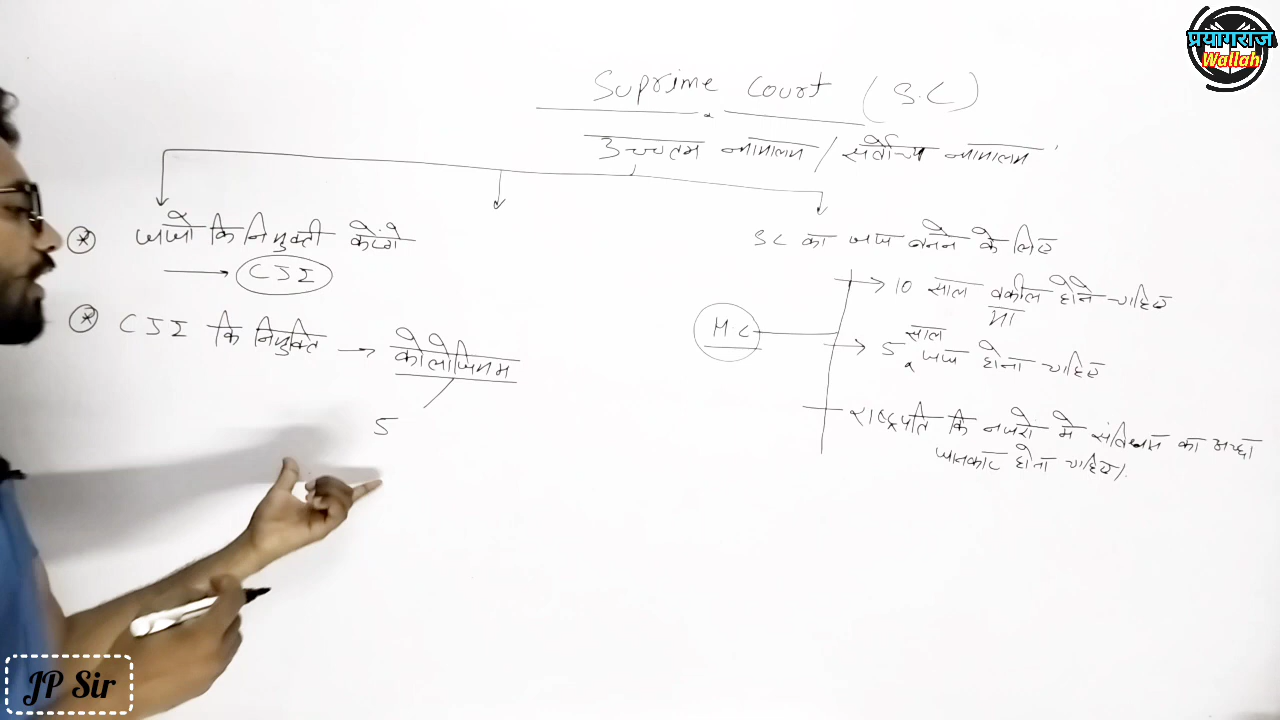 Suprime Court (S.C)
उच्चतम न्यायालय / सर्वोच्च न्यायालय
जजो कि नियुक्ती करेगे
CJI
CJI कि नियुक्ति → कोलोजियम
5
SC का जज बनने के लिए
→ 10 साल वकील होने चाहिए
या
H.C
→ 5 साल जज होना चाहिए
राष्ट्रपति कि नजरो मे संविधान का अच्छा
जानकार होना चाहिए।
प्रयागराज
Wallah
JP Sir